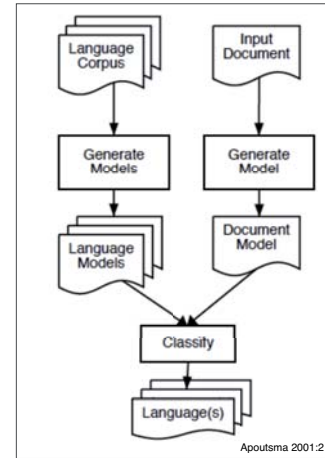 Language
Corpus
Input
Document
Generate
Models
Generate
Model
Language
Models
Document
Model
Classify
Language(s)
Apoutsma 2001:2